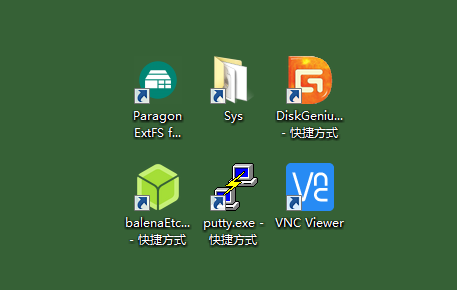 Paragon
ExtFS f...
Sys
DiskGeniu...
- 快捷方式
balenaEtc...
- 快捷方式
putty.exe -
快捷方式
VNC Viewer